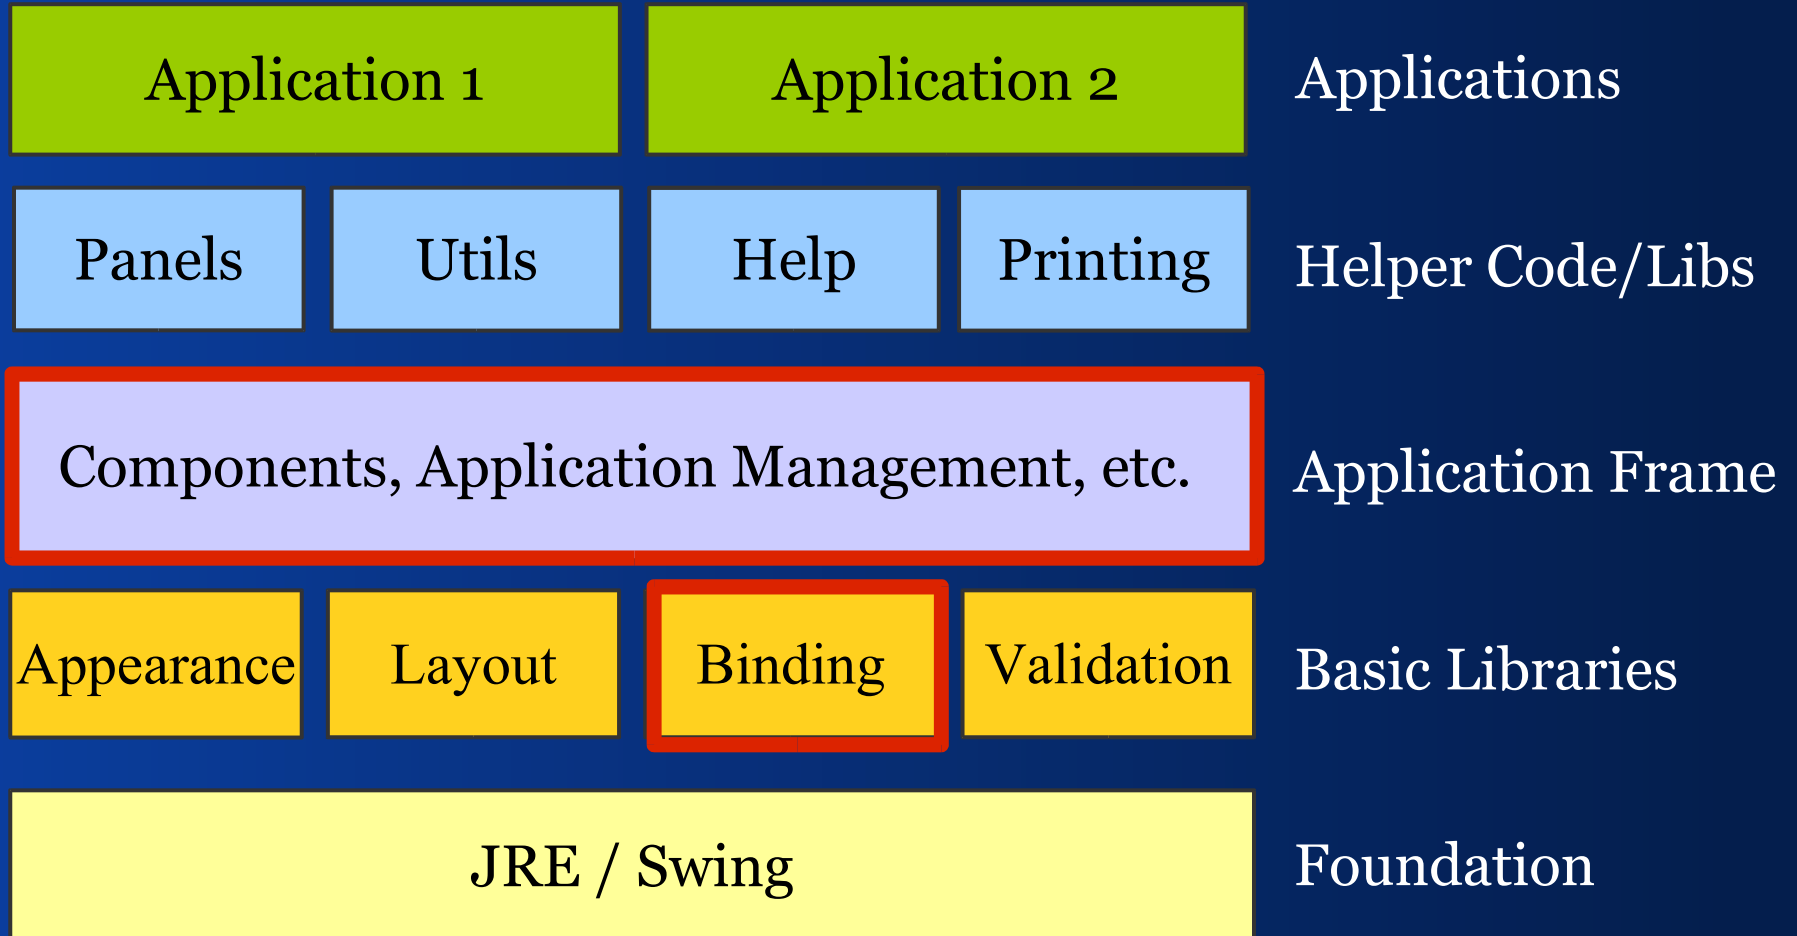 Application 1
Application 2
Applications
Panels
Utils
Help
Printing
Helper Code/Libs
Components, Application Management, etc.
Application Frame
Appearance
Layout
Binding
Validation
Basic Libraries
JRE / Swing
Foundation